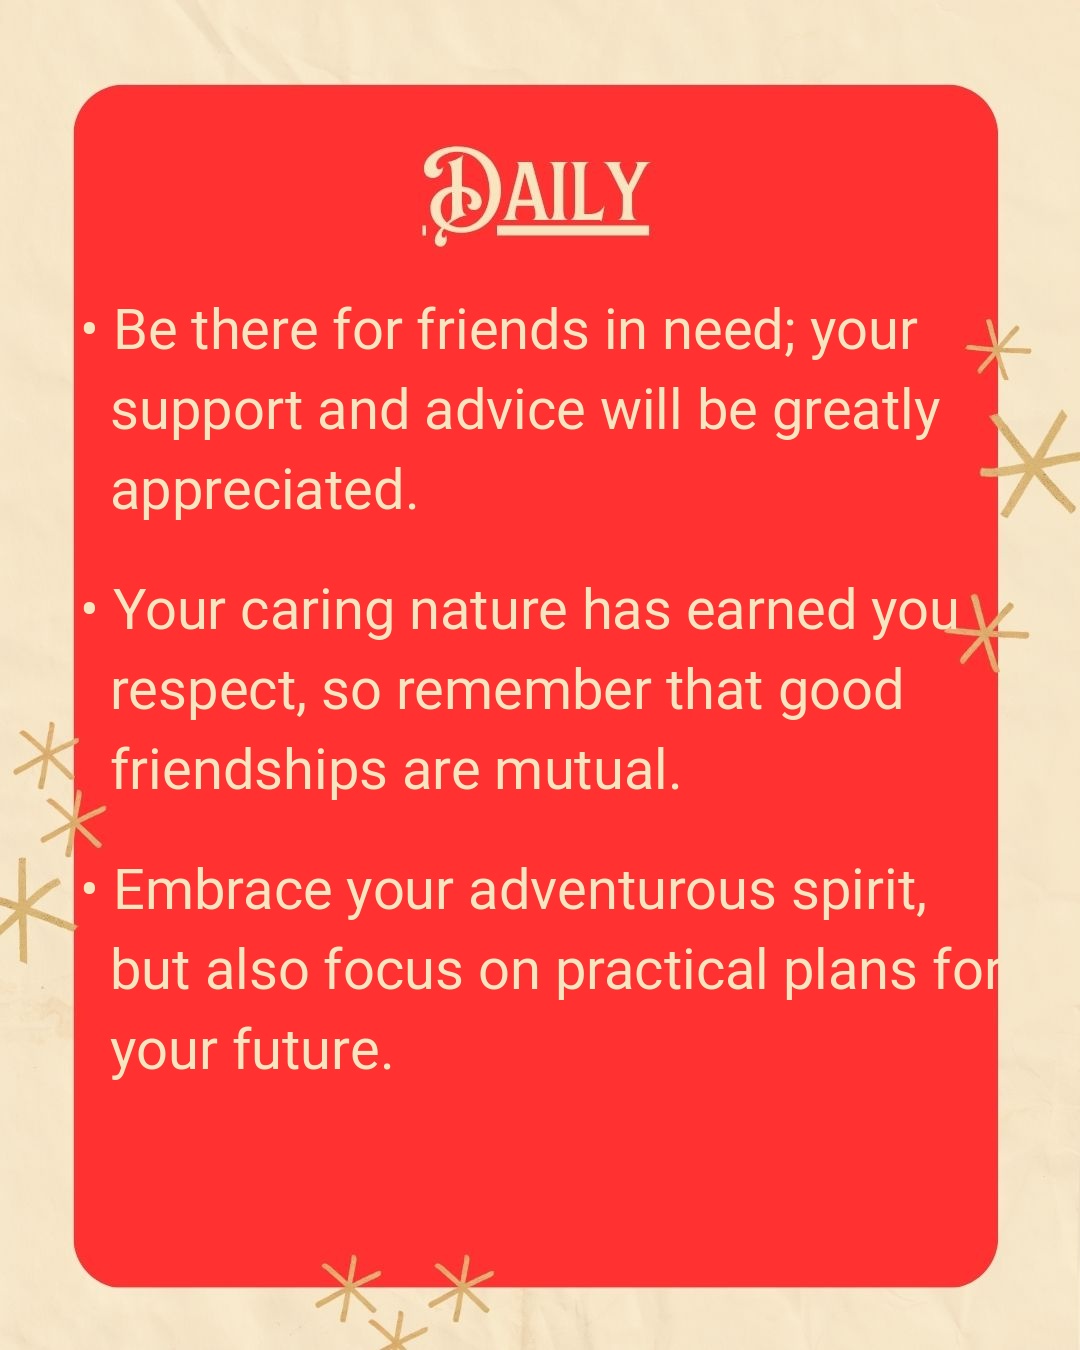 Daily
• Be there for friends in need; your
support and advice will be greatly
appreciated.
• Your caring nature has earned you
respect, so remember that good
friendships are mutual.
• Embrace your adventurous spirit,
but also focus on practical plans for
your future.